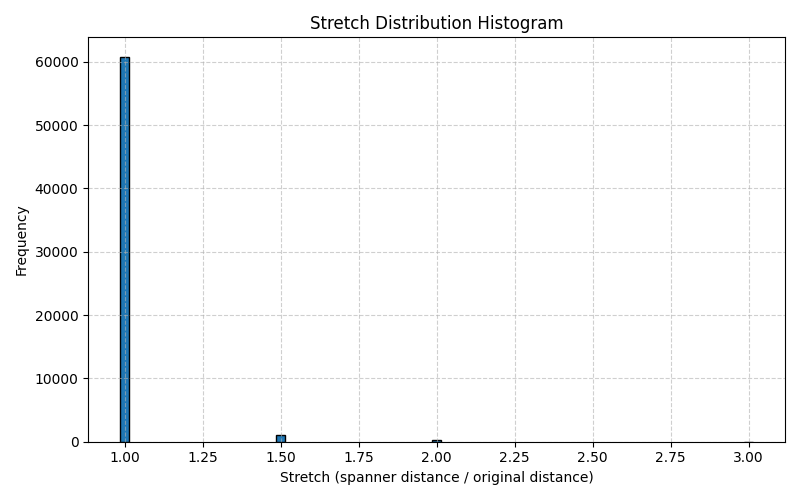 Stretch Distribution Histogram
Frequency
60000
50000
40000
30000
20000
10000
0
1.00 1.25 1.50 1.75 2.00 2.25 2.50 2.75 3.00
Stretch (spanner distance / original distance)